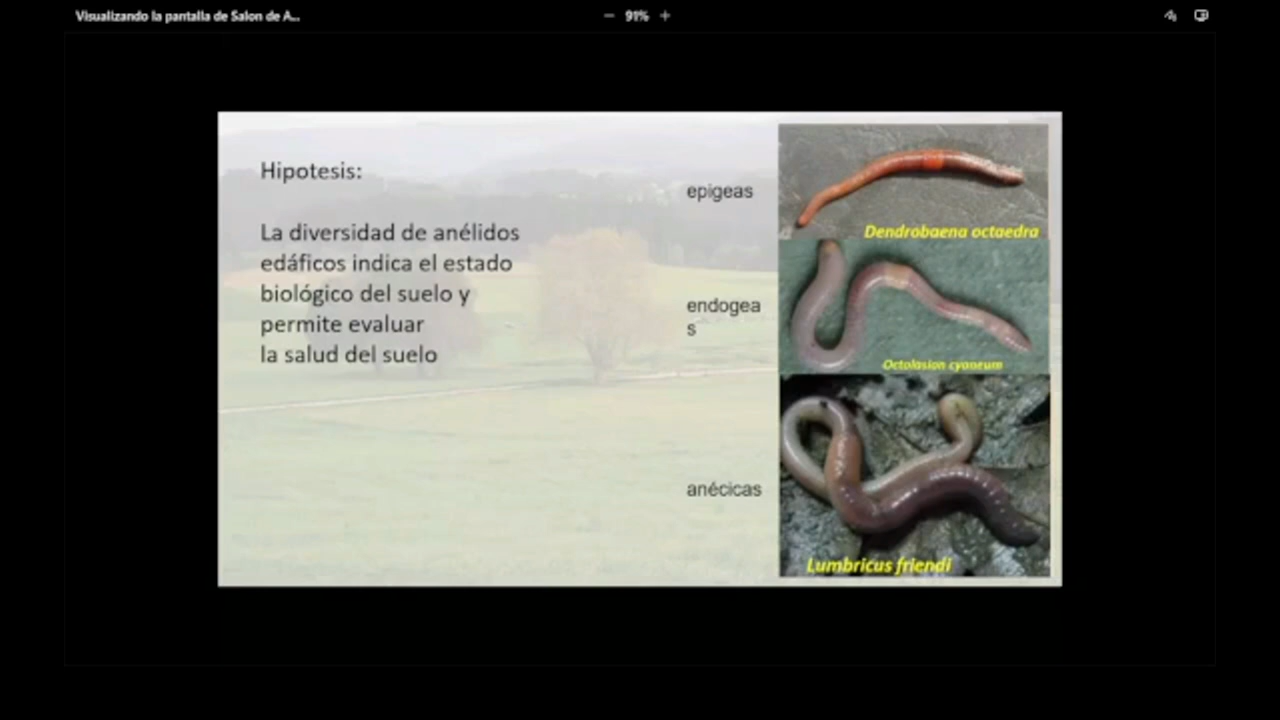 Visualizando la pantalla de Salon de A...
91%
Hipotesis:
La diversidad de anélidos
edáficos indica el estado
biológico del suelo y
permite evaluar
la salud del suelo
epigeas
Dendrobaena octaedra
endogea
s
Octolasion cyaneum
anécicas
Lumbricus friendi